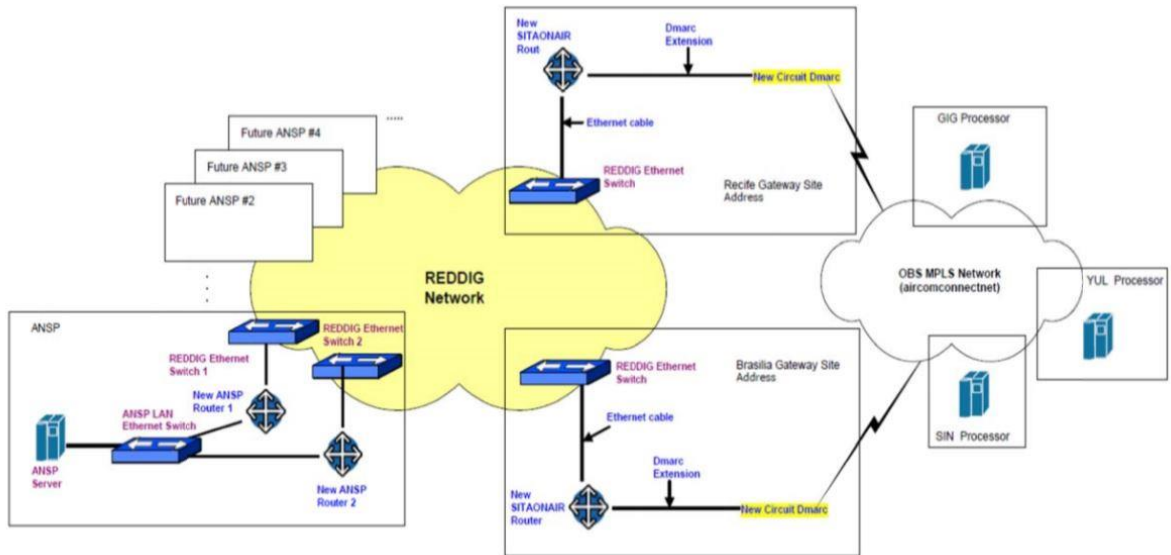 New
SITAONAIR
Rout
Dmarc
Extension
New Circuit Dmarc
Ethernet cable
REDDIG Ethernet
Switch
Recife Gateway Site
Address
.....
Future ANSP #4
Future ANSP #3
Future ANSP #2
GIG Processor
REDDIG
Network
OBS MPLS Network
(aircomconnectnet)
YUL Processor
SIN Processor
ANSP
REDDIG Ethernet
Switch 2
REDDIG Ethernet
Switch 1
New ANSP
Router 1
ANSP LAN
Ethernet Switch
ANSP
Server
New ANSP
Router 2
REDDIG Ethernet
Switch
Brasilia Gateway Site
Address
Ethernet cable
Dmarc
Extension
New
SITAONAIR
Router
New Circuit Dmarc